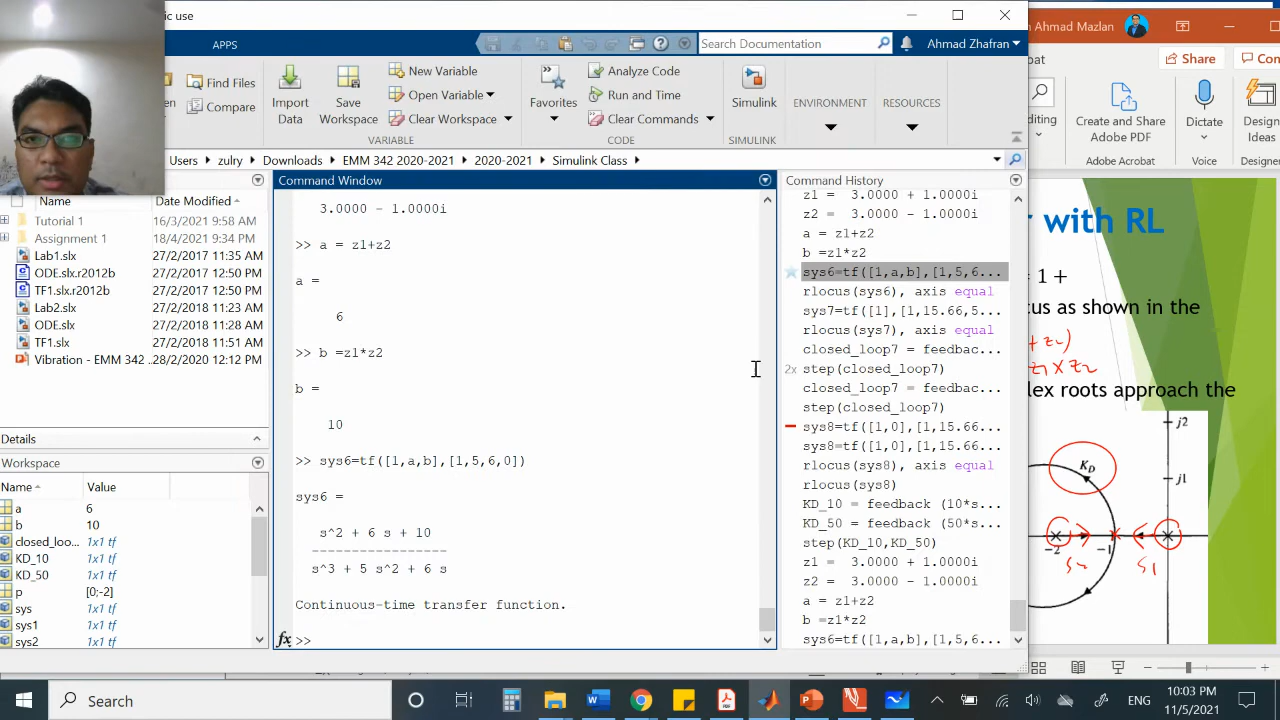 ic use
APPS
Search Documentation
Ahmad Zhafran
Find Files
Compare
Import Data
Save Workspace
New Variable
Open Variable
Clear Workspace
Favorites
Analyze Code
Run and Time
Clear Commands
Simulink
ENVIRONMENT
RESOURCES
VARIABLE
CODE
SIMULINK
Users zulry Downloads EMM 342 2020-2021 2020-2021 Simulink Class
Name Date Modified
Tutorial 1 16/3/2021 9:58 AM
Assignment 1 18/4/2021 9:34 PM
Lab1.slx 27/2/2017 11:35 AM
ODE.slx.r2012b 27/2/2017 11:23 AM
TF1.slx.r2012b 27/2/2017 11:23 AM
Lab2.slx 27/2/2018 11:28 AM
ODE.slx 27/2/2018 11:23 AM
TF1.slx 27/2/2018 11:51 AM
Vibration - EMM 342 ... 28/2/2020 12:12 PM
Details
Workspace
Name Value
a 6
b 10
closed_loo... 1x1 tf
KD_10 1x1 tf
KD_50 1x1 tf
p [0;-2]
sys 1x1 tf
sys1 1x1 tf
sys2 1x1 tf
Command Window
3.0000 - 1.0000i
>> a = z1+z2
a =
6
>> b =z1*z2
b =
10
>> sys6=tf([1,a,b],[1,5,6,0])
sys6 =
s^2 + 6 s + 10
-----------------
s^3 + 5 s^2 + 6 s
Continuous-time transfer function.
fx >>
Command History
z1 = 3.0000 + 1.0000i
z2 = 3.0000 - 1.0000i
a = z1+z2
b =z1*z2
sys6=tf([1,a,b],[1,5,6...
rlocus(sys6), axis equal
sys7=tf([1],[1,15.66,5...
rlocus(sys7), axis equal
closed_loop7 = feedbac...
2x step(closed_loop7)
closed_loop7 = feedbac...
step(closed_loop7)
sys8=tf([1,0],[1,15.66...
sys8=tf([1,0],[1,15.66...
rlocus(sys8), axis equal
rlocus(sys8)
KD_10 = feedback (10*s...
KD_50 = feedback (50*s...
step(KD_10,KD_50)
z1 = 3.0000 + 1.0000i
z2 = 3.0000 - 1.0000i
a = z1+z2
b =z1*z2
sys6=tf([1,a,b],[1,5,6...
Ahmad Mazlan
bat
Share
Co
diting
Create and Share Adobe PDF
Dictate
Design Ideas
Adobe Acrobat
Voice
Designe
r with RL
= 1 +
cus as shown in the
+ z2)
z1 x z2
lex roots approach the
j2
KD
j1
-2
-1
S2
S1
Search
ENG
10:03 PM
11/5/2021